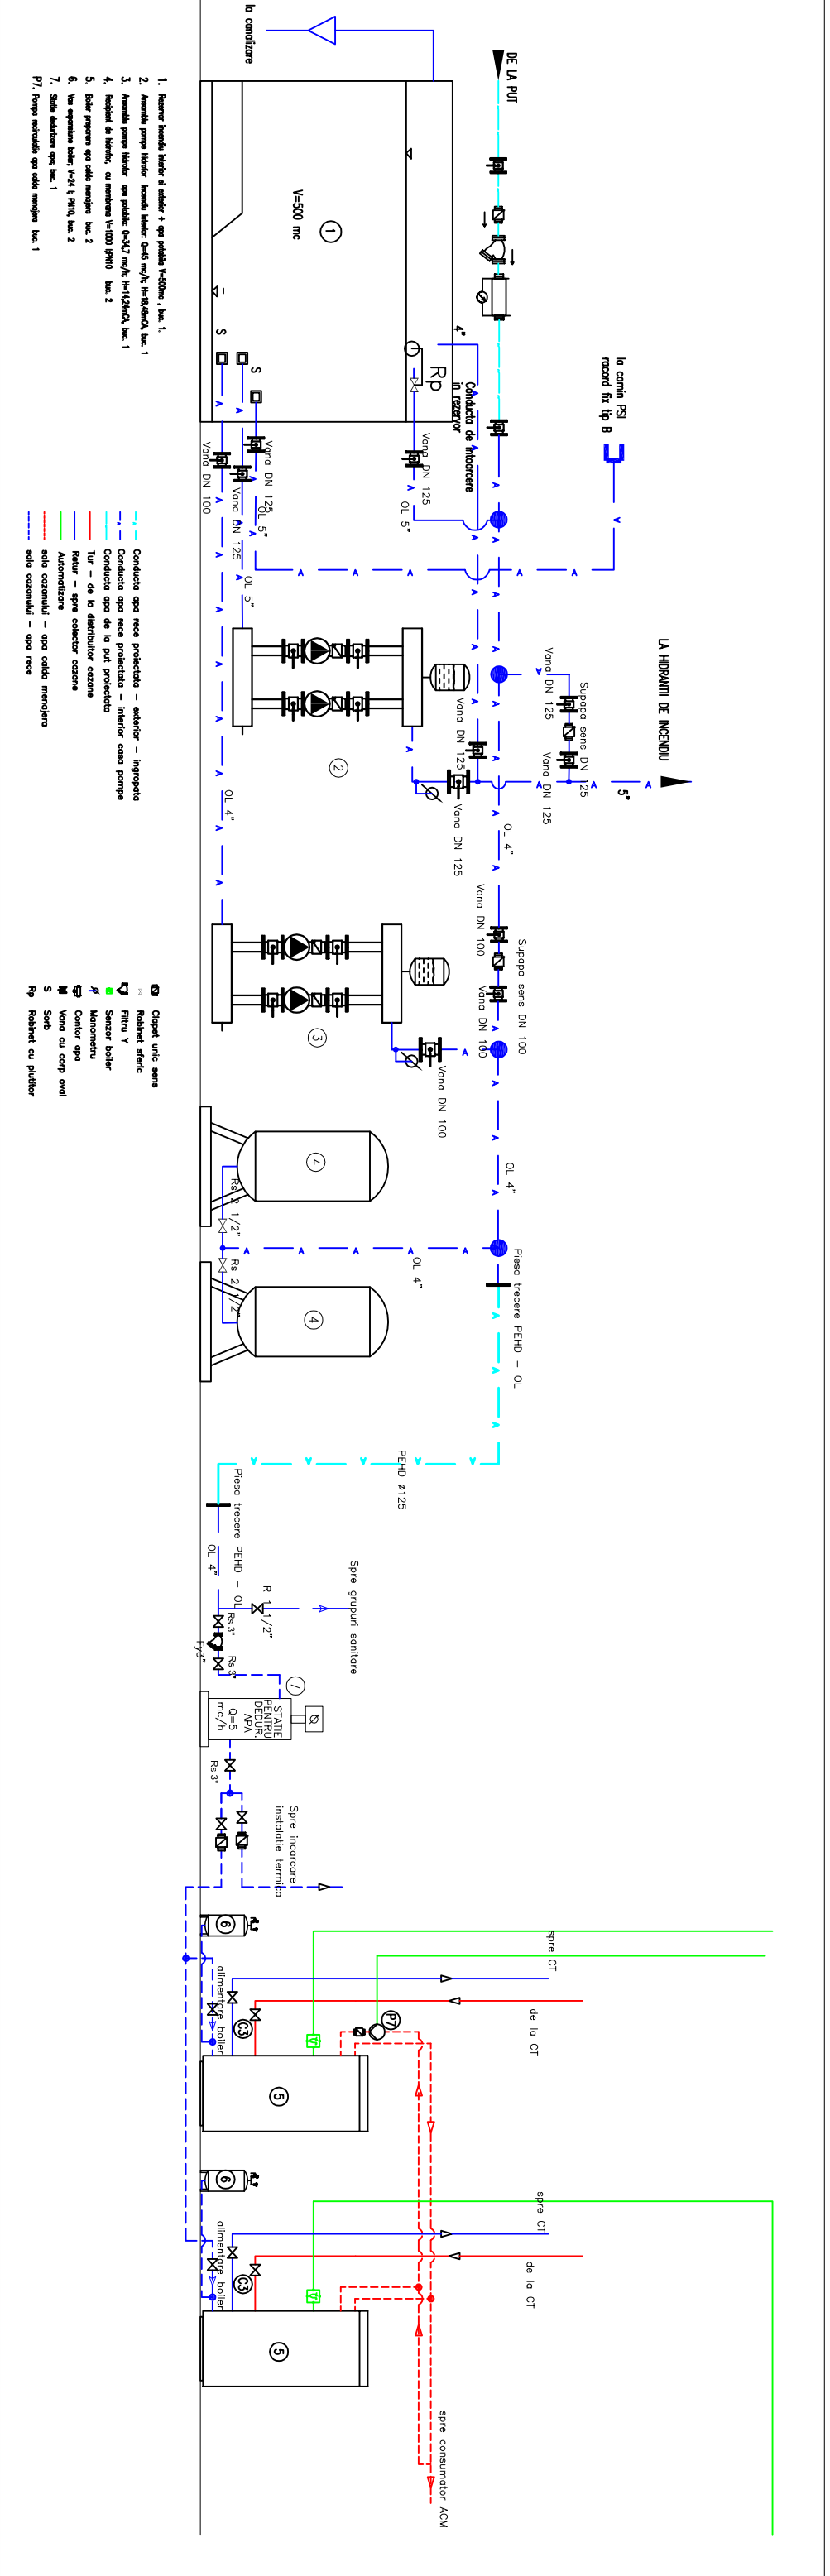 la canalizare
DE LA PUT
1
V=500 mc
S
S
4"
Rp
Conducta de intoarcere
in rezervor
la camin PSI
racord fix tip B
Vana DN 125
Vana DN 100
Vana DN 125
Vana DN 125
OL 5"
OL 5"
OL 5"
LA HIDRANTII DE INCENDIU
Vana DN 125
Supapa sens DN 125
Vana DN 125
5"
Vana DN 125
Vana DN 125
2
OL 4"
OL 4"
Vana DN 100
Supapa sens DN 100
Vana DN 100
3
Vana DN 100
4
Rs 2 1/2"
OL 4"
OL 4"
Rs 2 1/2"
4
Piesa trecere PEHD - OL
PEHD ø125
Piesa trecere PEHD - OL
OL 4"
R 1 1/2"
Spre grupuri sanitare
Rs 3"
Fy3"
Rs 3"
7
STATIE
PENTRU
DEDUR.
APA
Q=5
mc/h
Rs 3"
Spre incarcare
instalatie termica
6
alimentare boiler
C3
P7
spre CT
de la CT
5
6
alimentare boiler
C3
spre CT
de la CT
5
spre consumator ACM
1. Rezervor incendiu interior si exterior + apa potabila V=500mc , buc. 1.
2. Ansamblu pompe hidrofor incendiu interior: Q=45 mc/h; H=18,48mCA, buc. 1
3. Ansamblu pompe hidrofor apa potabila: Q=34,7 mc/h; H=14,24mCA, buc. 1
4. Recipient de hidrofor, cu membrana V=1000 l;PN10 buc. 2
5. Boiler preparare apa calda menajera buc. 2
6. Vas expansiune boiler; V=24 l; PN10, buc. 2
7. Statie dedurizare apa; buc. 1
P7. Pompa recirculatie apa calda menajera buc. 1
Conducta apa rece proiectata - exterior - ingropata
Conducta apa rece proiectata - interior casa pompe
Conducta apa de la put proiectata
Tur - de la distribuitor cazane
Retur - spre colector cazane
Automatizare
sala cazanului - apa calda menajera
sala cazanului - apa rece
Clapet unic sens
Robinet sferic
Filtru Y
Senzor boiler
Manometru
Contor apa
Vana cu corp oval
S Sorb
Rp Robinet cu plutitor